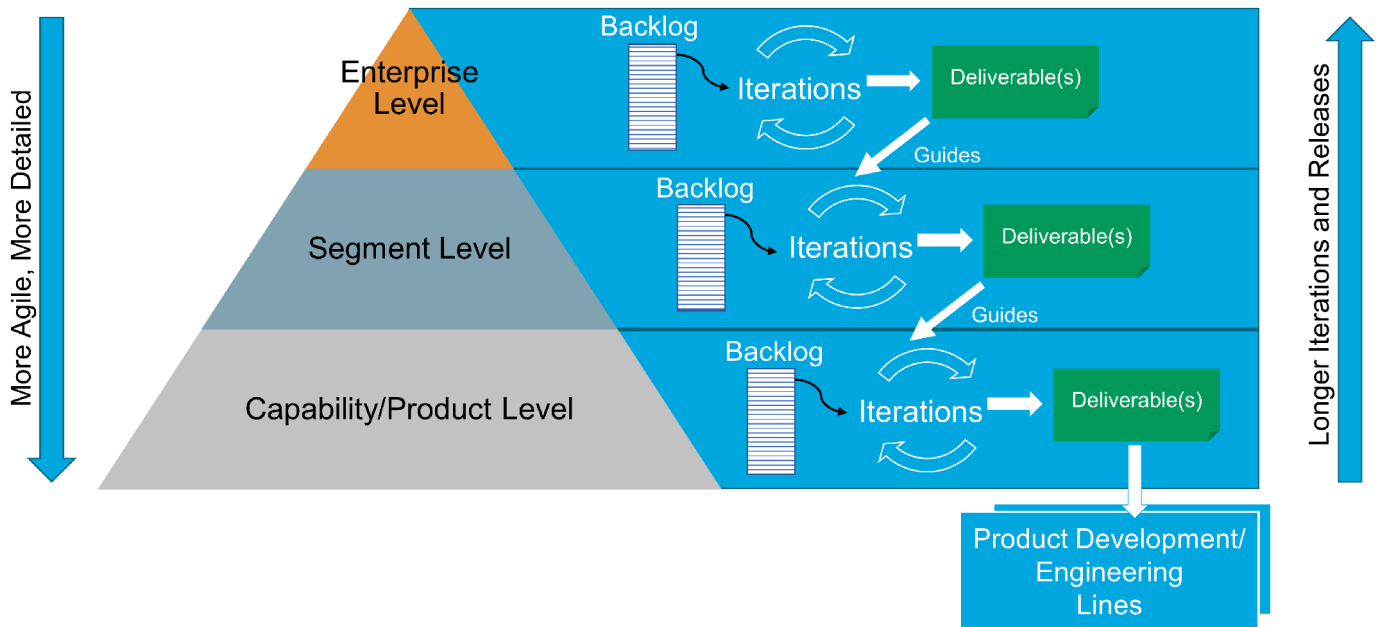 More Agile, More Detailed
Enterprise
Level
Backlog
Iterations
Deliverable(s)
Guides
Segment Level
Backlog
Iterations
Deliverable(s)
Guides
Capability/Product Level
Backlog
Iterations
Deliverable(s)
Product Development/
Engineering
Lines
Longer Iterations and Releases